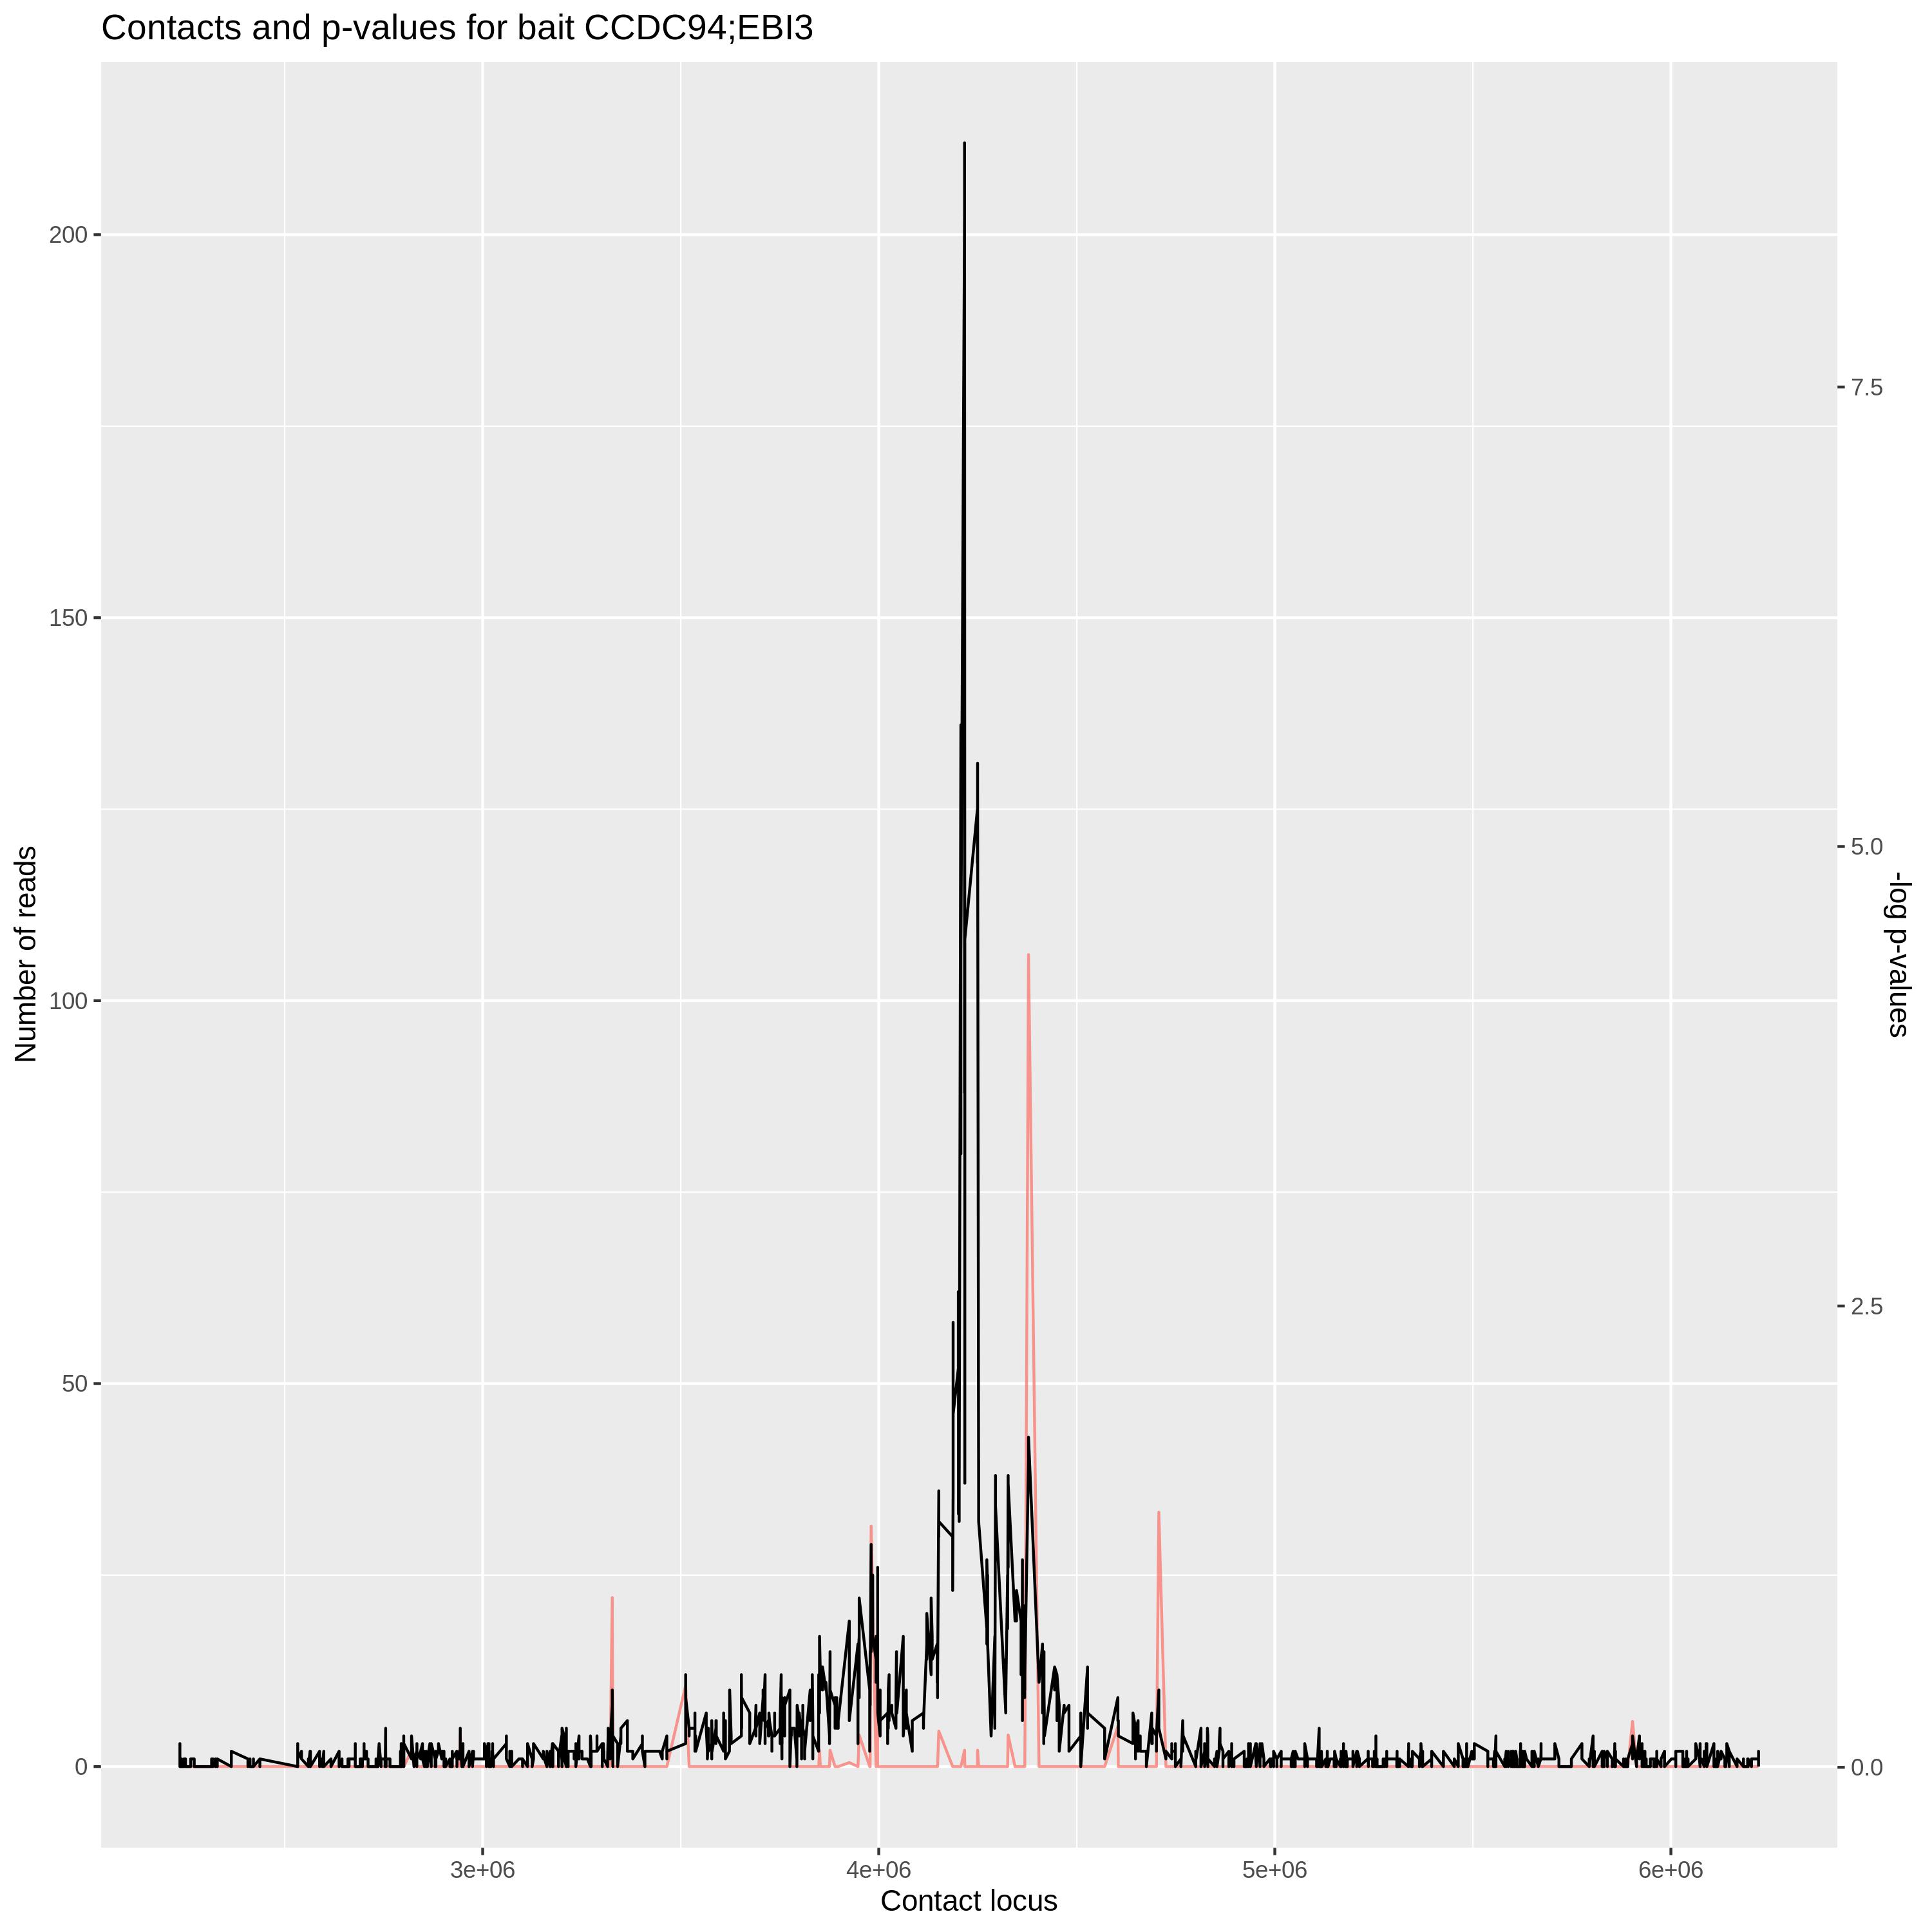 Contacts and p-values for bait CCDC94;EBI3
200
150
100
50
0
Number of reads
7.5
5.0
2.5
0.0
-log p-values
3e+06
4e+06
5e+06
6e+06
Contact locus